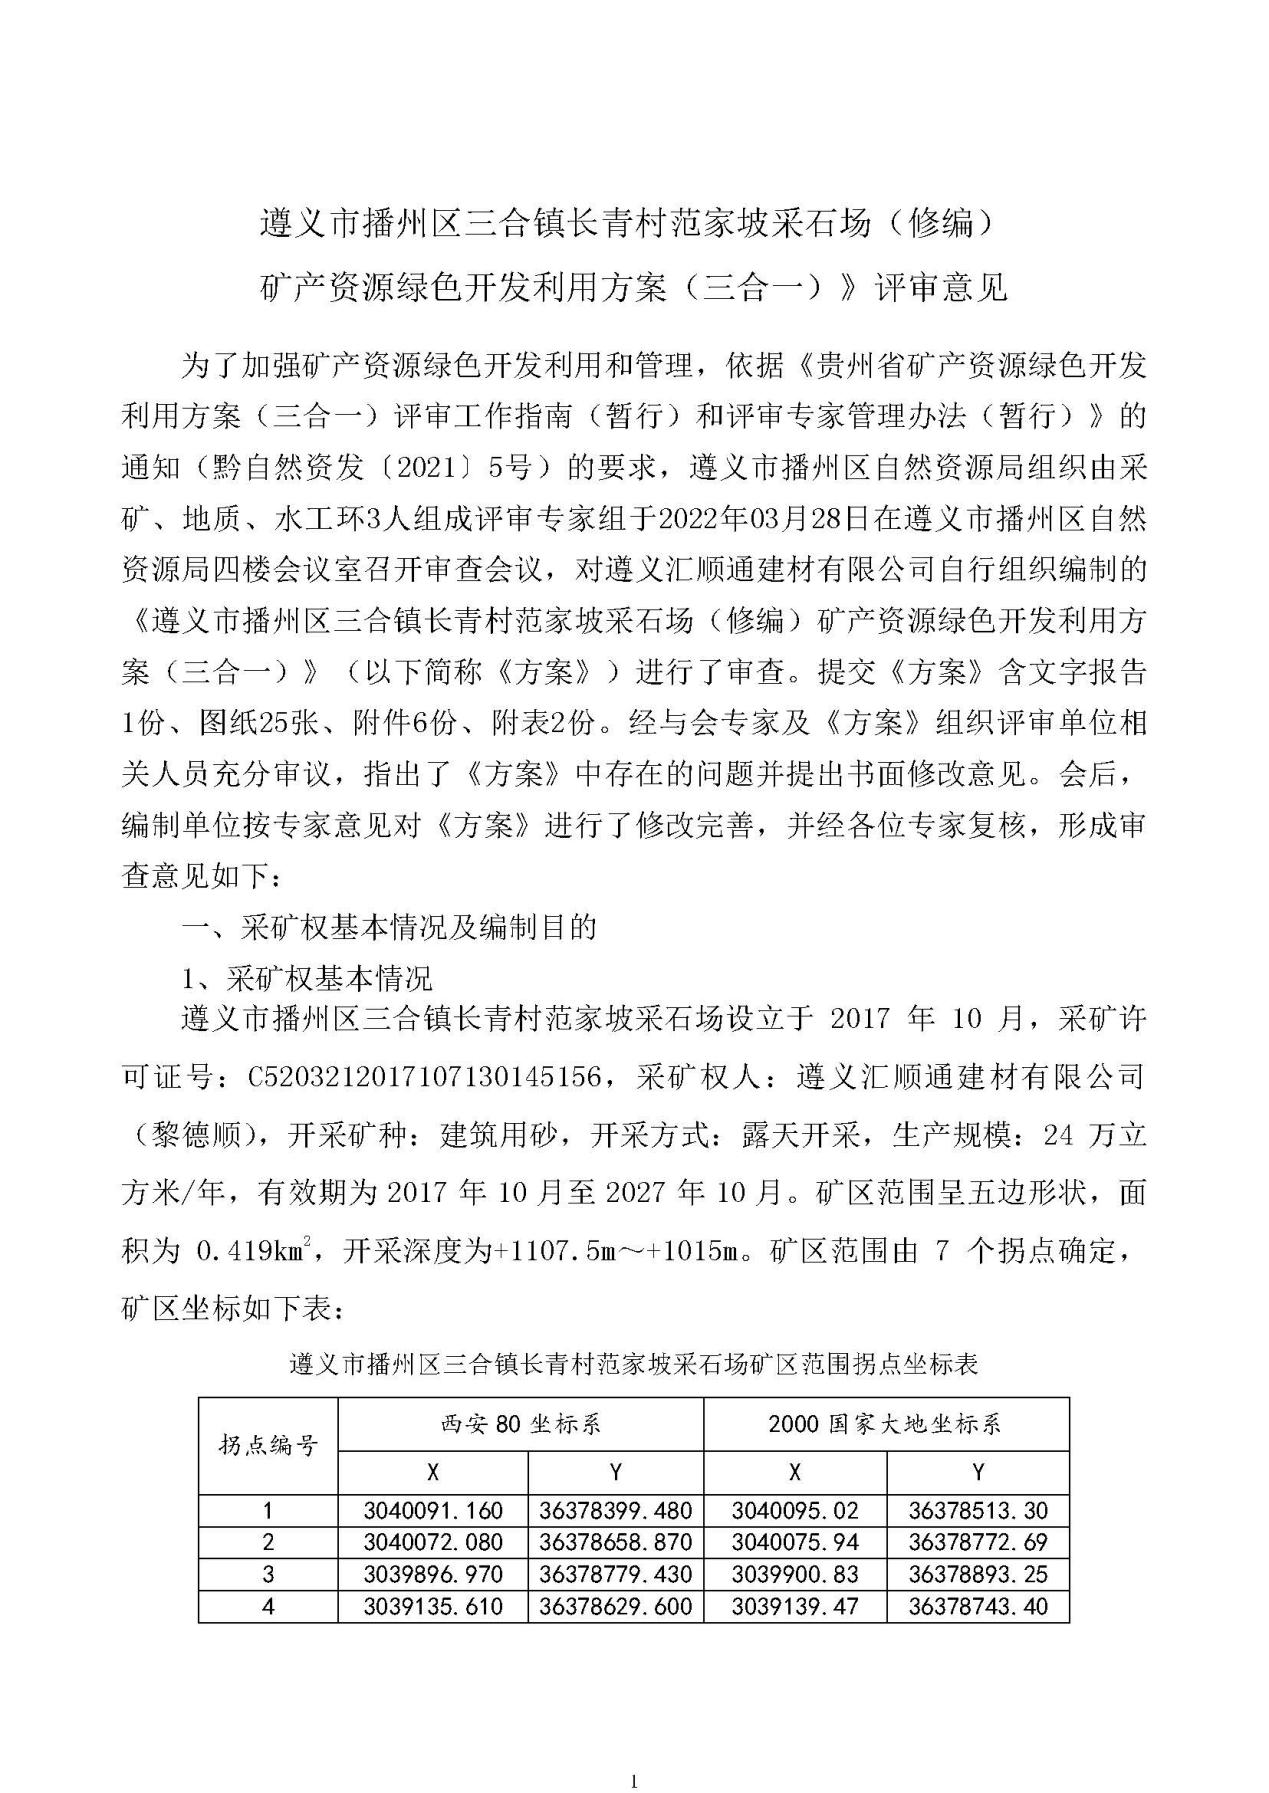 遵义市播州区三合镇长青村范家坡采石场（修编）
矿产资源绿色开发利用方案（三合一）》评审意见
为了加强矿产资源绿色开发利用和管理，依据《贵州省矿产资源绿色开发
利用方案（三合一）评审工作指南（暂行）和评审专家管理办法（暂行）》的
通知（黔自然资发〔2021〕5号）的要求，遵义市播州区自然资源局组织由采
矿、地质、水工环3人组成评审专家组于2022年03月28日在遵义市播州区自然
资源局四楼会议室召开审查会议，对遵义汇顺通建材有限公司自行组织编制的
《遵义市播州区三合镇长青村范家坡采石场（修编）矿产资源绿色开发利用方
案（三合一）》（以下简称《方案》）进行了审查。提交《方案》含文字报告
1份、图纸25张、附件6份、附表2份。经与会专家及《方案》组织评审单位相
关人员充分审议，指出了《方案》中存在的问题并提出书面修改意见。会后，
编制单位按专家意见对《方案》进行了修改完善，并经各位专家复核，形成审
查意见如下：
一、采矿权基本情况及编制目的
1、采矿权基本情况
遵义市播州区三合镇长青村范家坡采石场设立于 2017 年 10 月，采矿许
可证号：C5203212017107130145156，采矿权人：遵义汇顺通建材有限公司
（黎德顺），开采矿种：建筑用砂，开采方式：露天开采，生产规模：24 万立
方米/年，有效期为 2017 年 10 月至 2027 年 10 月。矿区范围呈五边形状，面
积为 0.419km²，开采深度为+1107.5m～+1015m。矿区范围由 7 个拐点确定，
矿区坐标如下表：
遵义市播州区三合镇长青村范家坡采石场矿区范围拐点坐标表
拐点编号 西安 80 坐标系 2000 国家大地坐标系
X Y X Y
1 3040091.160 36378399.480 3040095.02 36378513.30
2 3040072.080 36378658.870 3040075.94 36378772.69
3 3039896.970 36378779.430 3039900.83 36378893.25
4 3039135.610 36378629.600 3039139.47 36378743.40
1